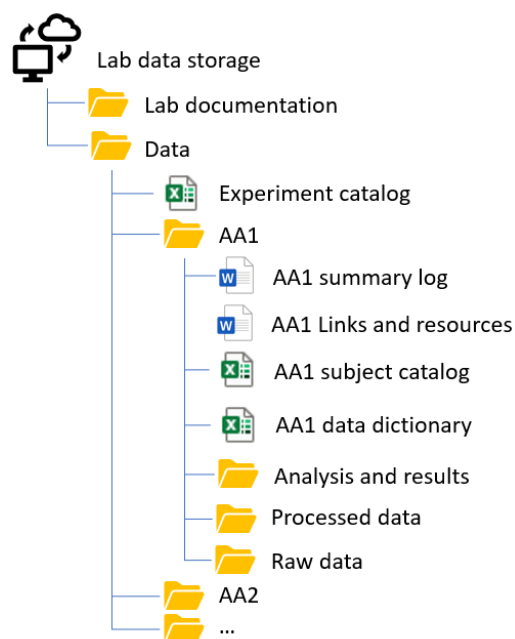 Lab data storage
Lab documentation
Data
Experiment catalog
AA1
AA1 summary log
AA1 Links and resources
AA1 subject catalog
AA1 data dictionary
Analysis and results
Processed data
Raw data
AA2
...